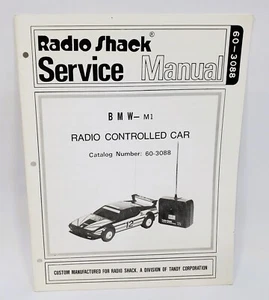 Radio Shack®
Service Manual
60-3088
BMW-M1
RADIO CONTROLLED CAR
Catalog Number: 60-3088
12
CUSTOM MANUFACTURED FOR RADIO SHACK, A DIVISION OF TANDY CORPORATION